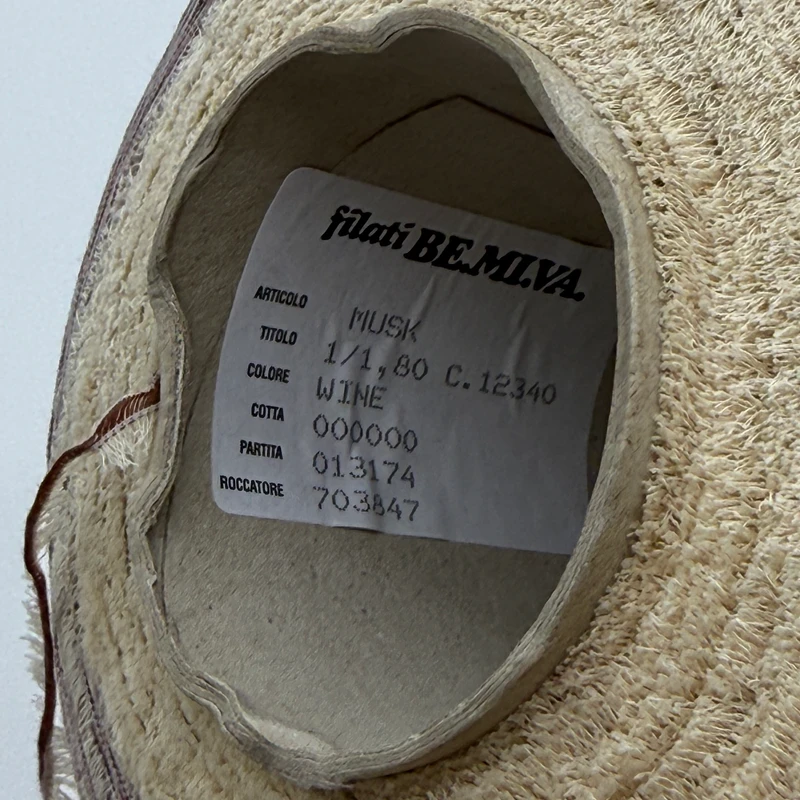 filati BE.MI.VA.
ARTICOLO MUSK
TITOLO 1/1,80 C.12340
COLORE WINE
COTTA 000000
PARTITA 013174
ROCCATORE 703847